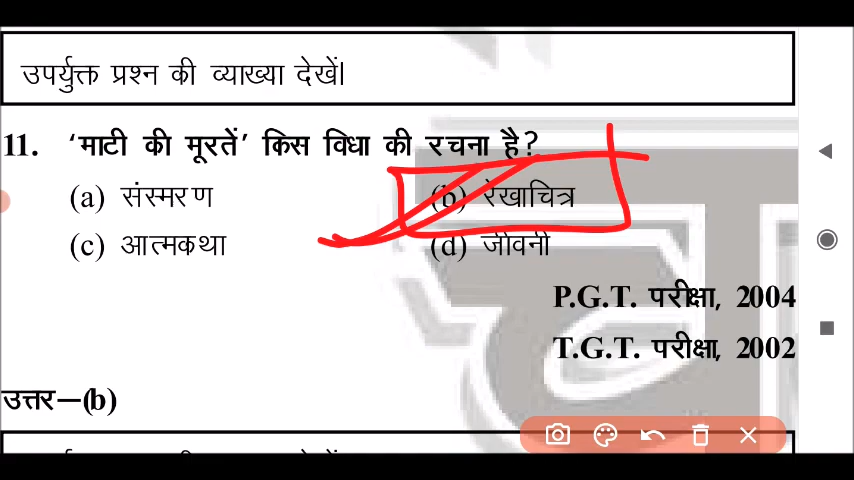 उपर्युक्त प्रश्न की व्याख्या देखें।
11. 'माटी की मूरतें' किस विधा की रचना है?
(a) संस्मरण (b) रेखाचित्र
(c) आत्मकथा (d) जीवनी
P.G.T. परीक्षा, 2004
T.G.T. परीक्षा, 2002
उत्तर—(b)